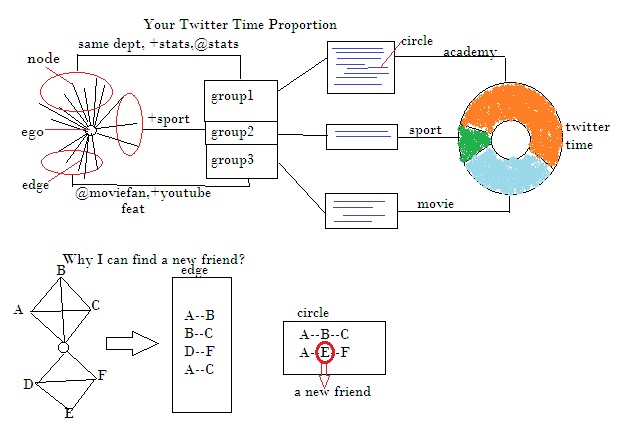 Your Twitter Time Proportion
same dept, +stats,@stats
node
circle
academy
group1
+sport
ego
group2
sport
twitter
time
group3
edge
@moviefan,+youtube
feat
movie
Why I can find a new friend?
B
edge
A
C
A--B
B--C
D--F
A--C
circle
A--B--C
A--E--F
a new friend
D
F
E